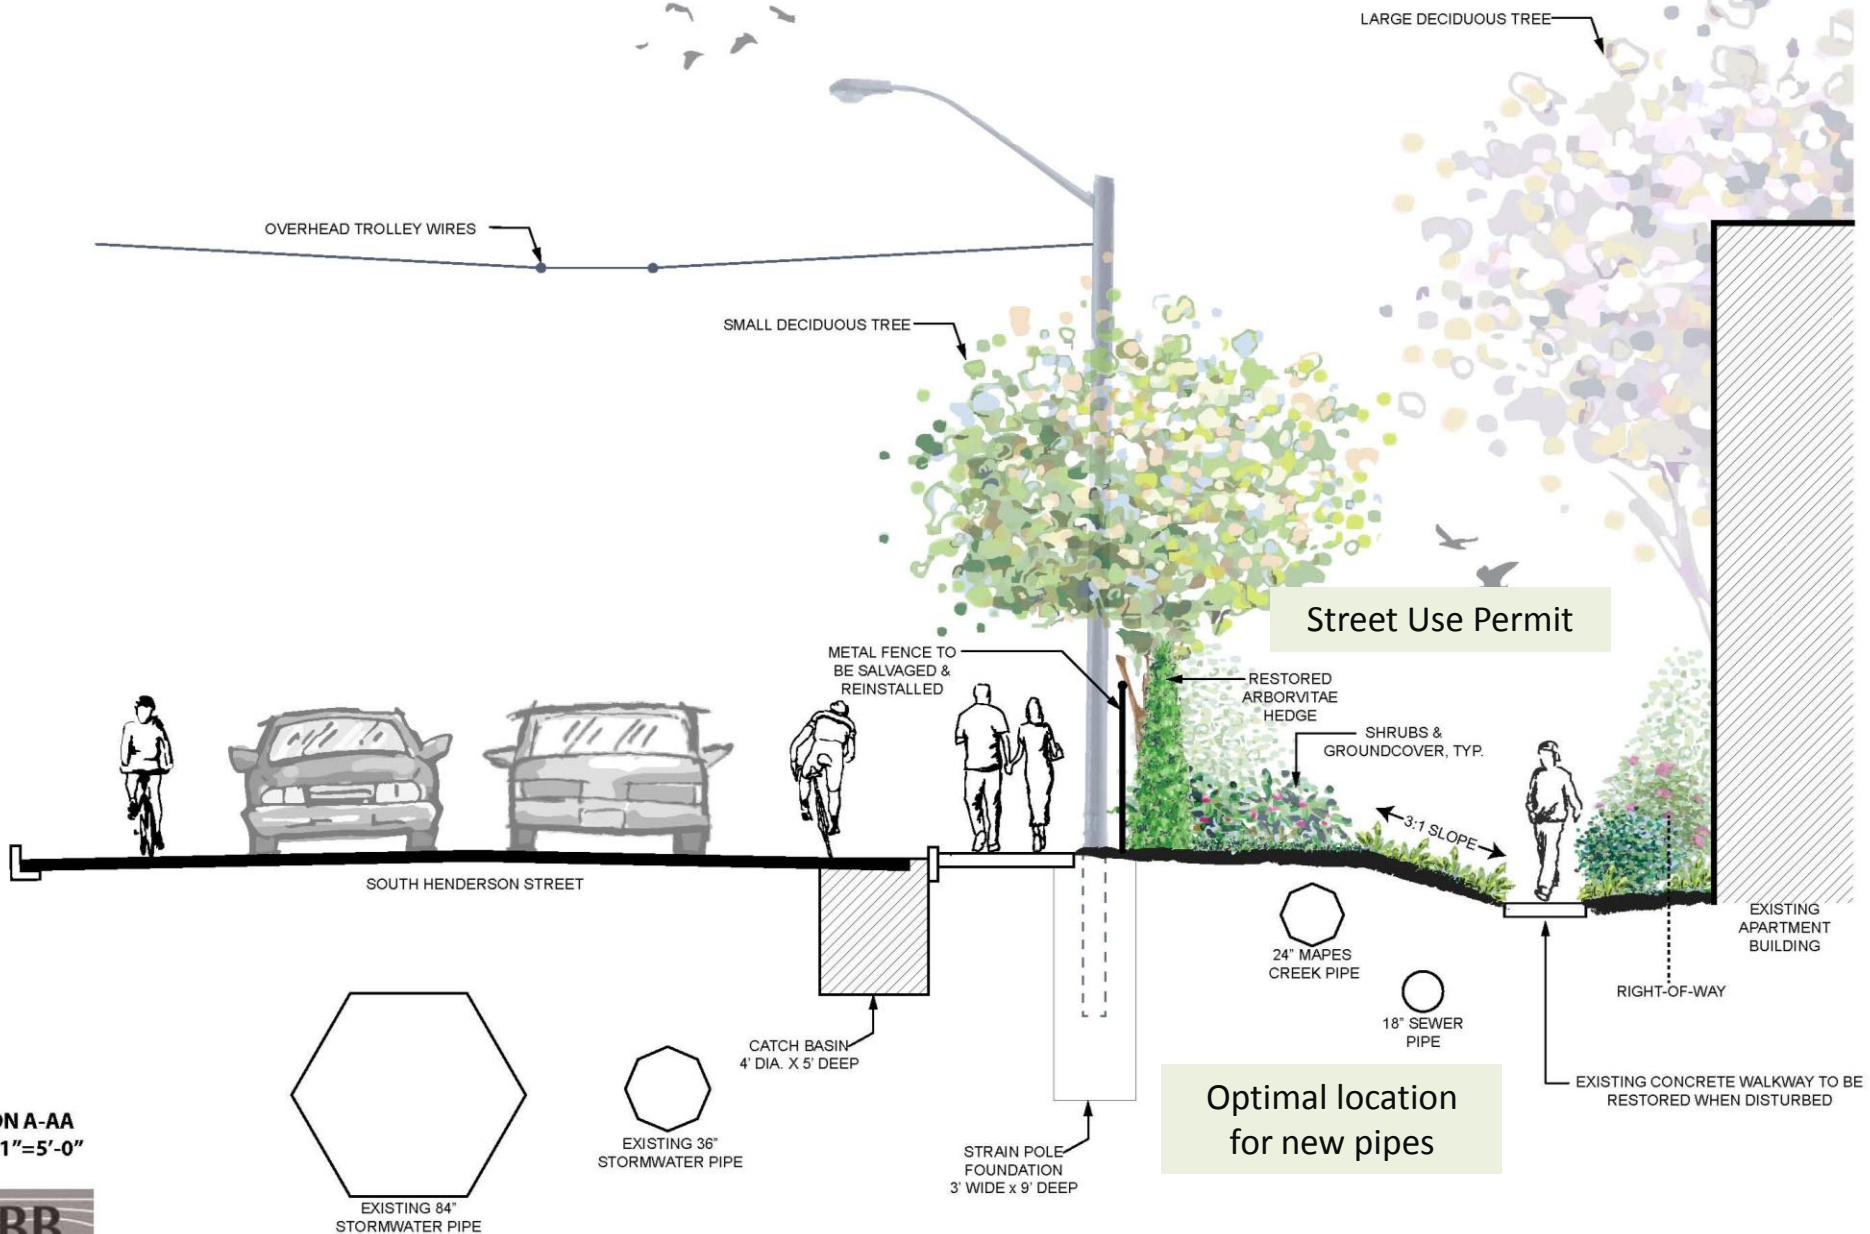 LARGE DECIDUOUS TREE
OVERHEAD TROLLEY WIRES
SMALL DECIDUOUS TREE
Street Use Permit
METAL FENCE TO
BE SALVAGED &
REINSTALLED
RESTORED
ARBORVITAE
HEDGE
SHRUBS &
GROUNDCOVER, TYP.
3:1 SLOPE
SOUTH HENDERSON STREET
EXISTING
APARTMENT
BUILDING
24" MAPES
CREEK PIPE
RIGHT-OF-WAY
18" SEWER
PIPE
CATCH BASIN
4' DIA. X 5' DEEP
EXISTING CONCRETE WALKWAY TO BE
RESTORED WHEN DISTURBED
Optimal location
for new pipes
EXISTING 36"
STORMWATER PIPE
STRAIN POLE
FOUNDATION
3' WIDE x 9' DEEP
ON A-AA
1"=5'-0"
EXISTING 84"
STORMWATER PIPE